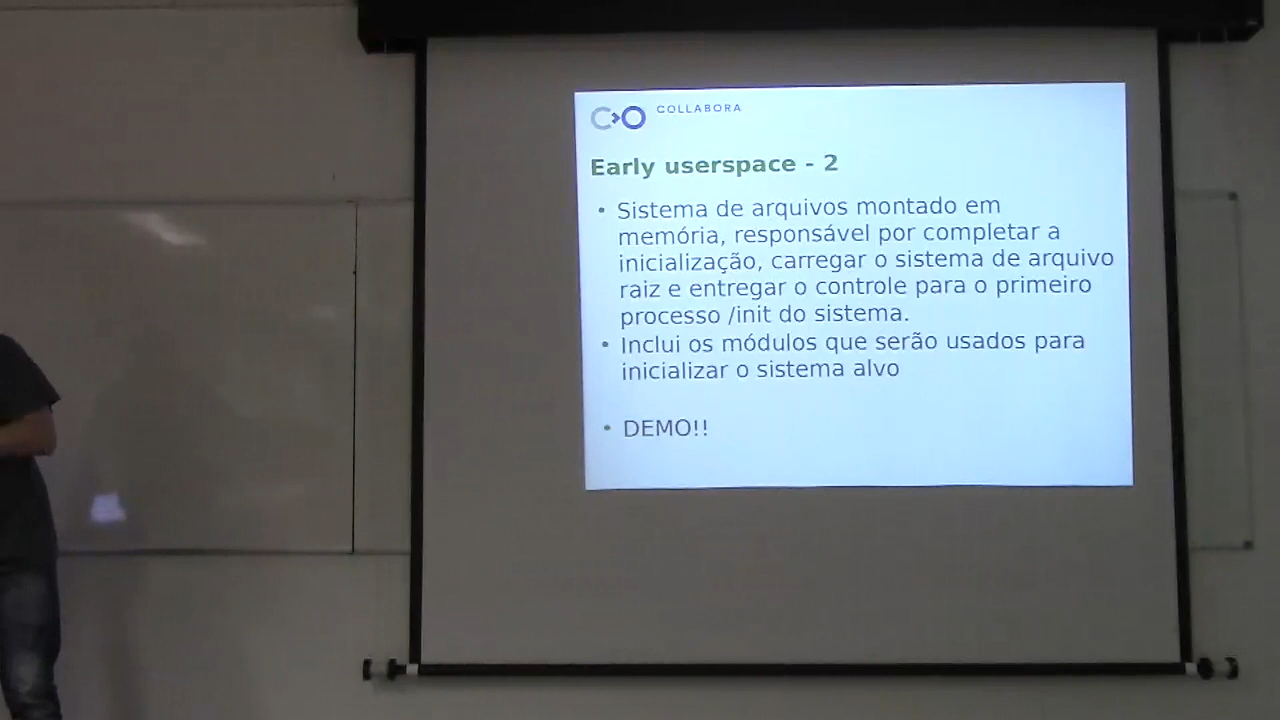 COLLABORA
Early userspace - 2
• Sistema de arquivos montado em
memória, responsável por completar a
inicialização, carregar o sistema de arquivo
raiz e entregar o controle para o primeiro
processo /init do sistema.
• Inclui os módulos que serão usados para
inicializar o sistema alvo
• DEMO!!